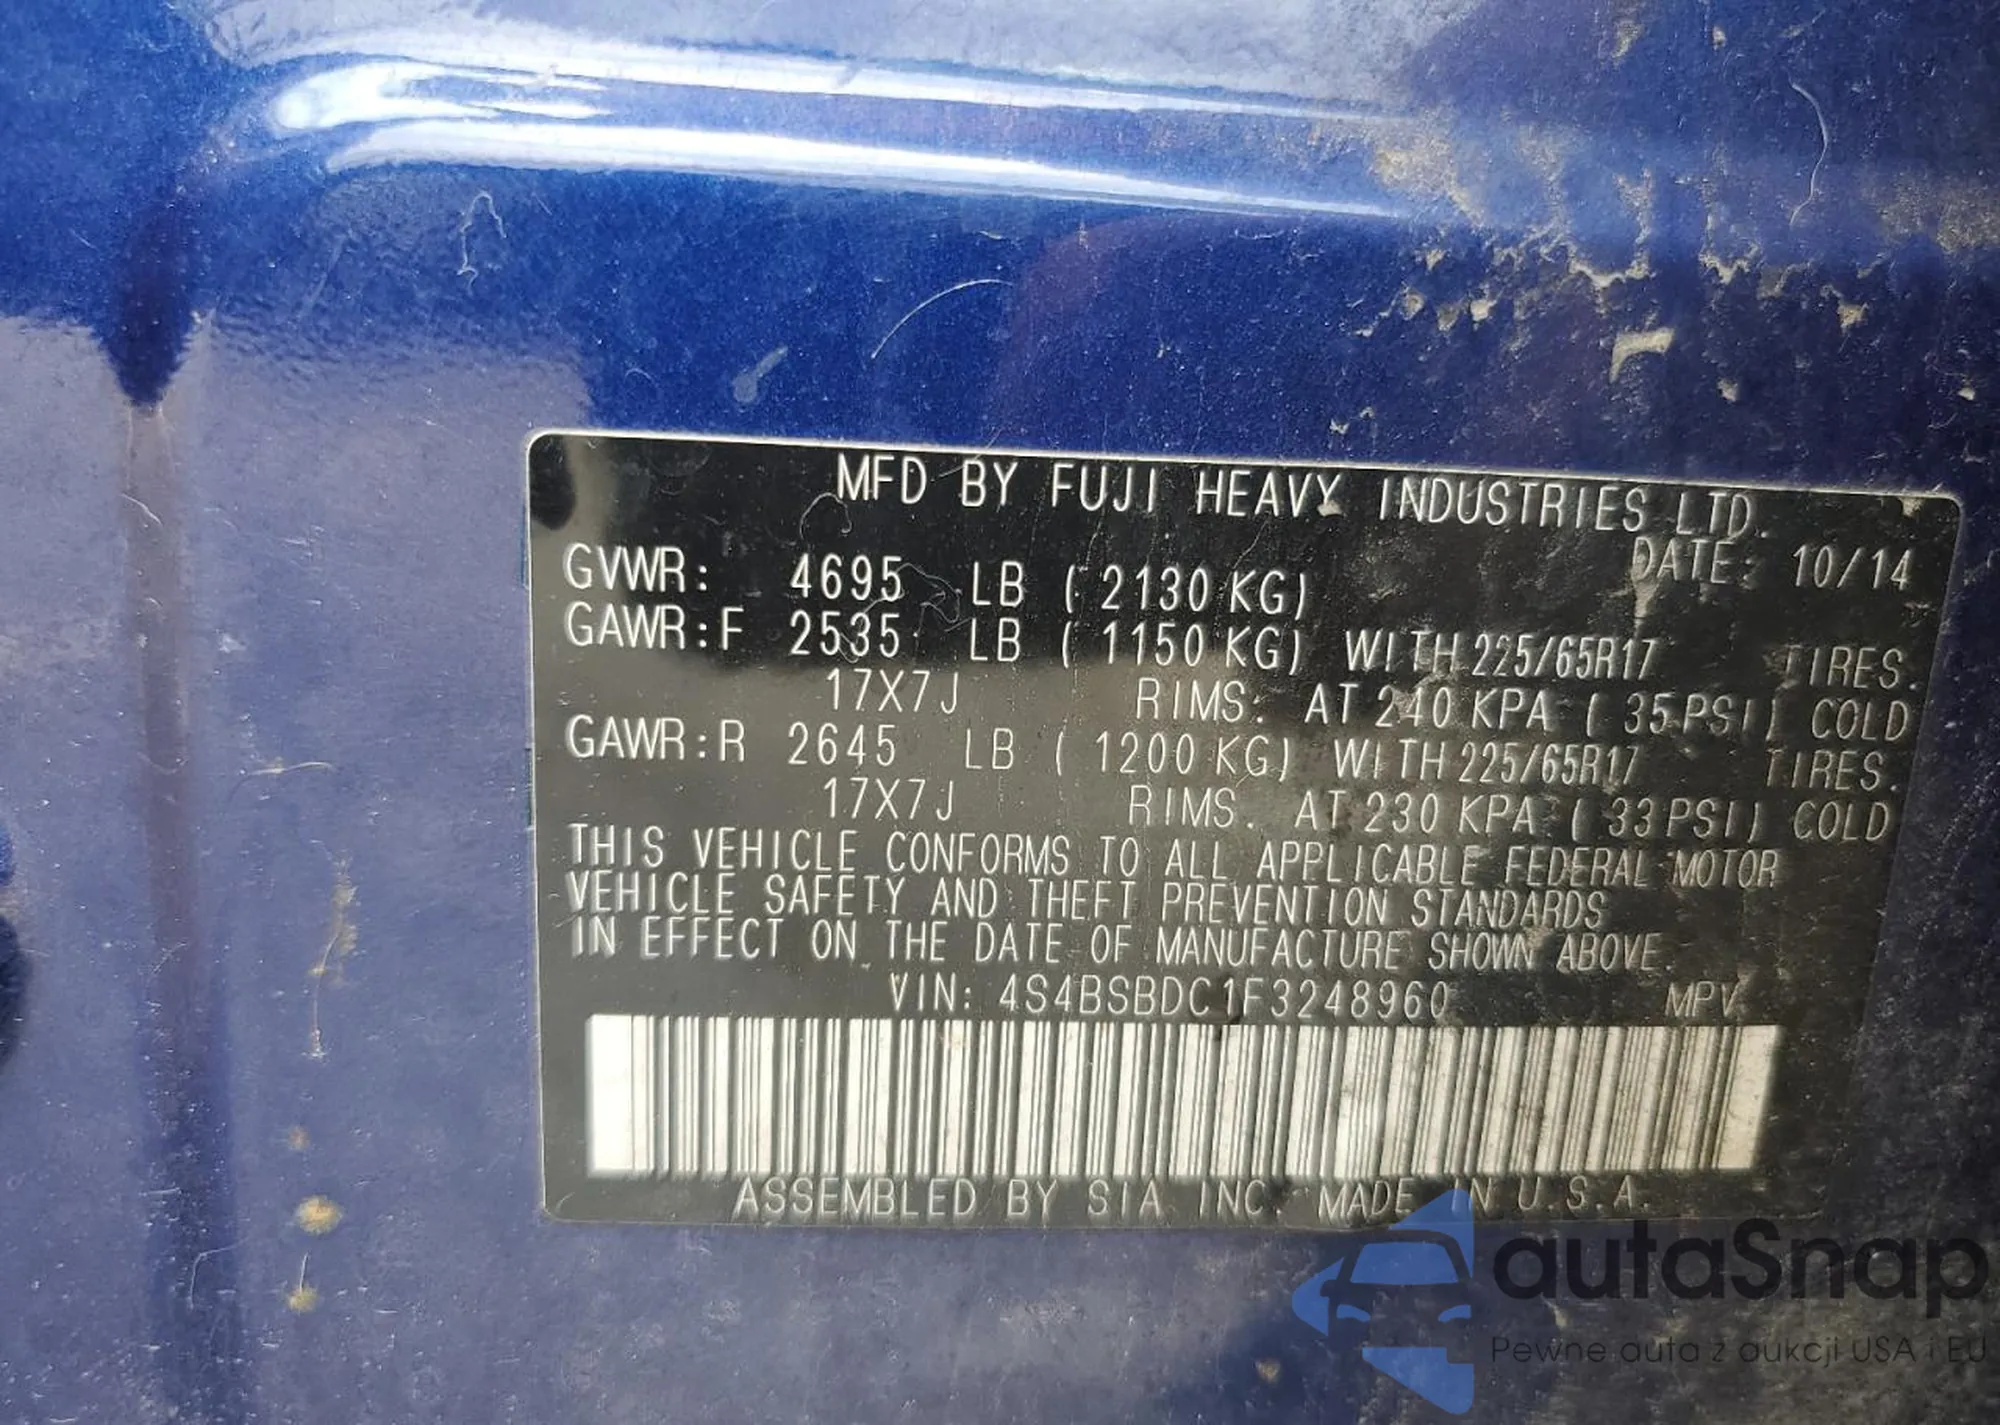 MFD BY FUJI HEAVY INDUSTRIES LTD.
DATE: 10/14
GVWR: 4695 LB (2130 KG)
GAWR:F 2535 LB (1150 KG) WITH 225/65R17 TIRES.
17X7J RIMS. AT 240 KPA (35 PSI) COLD
GAWR:R 2645 LB (1200 KG) WITH 225/65R17 TIRES.
17X7J RIMS. AT 230 KPA (33 PSI) COLD
THIS VEHICLE CONFORMS TO ALL APPLICABLE FEDERAL MOTOR
VEHICLE SAFETY AND THEFT PREVENTION STANDARDS
IN EFFECT ON THE DATE OF MANUFACTURE SHOWN ABOVE.
VIN: 4S4BSBDC1F3248960 MPV
ASSEMBLED BY SIA INC. MADE IN U.S.A.
autaSnap
Pewne auta z aukcji USA i EU